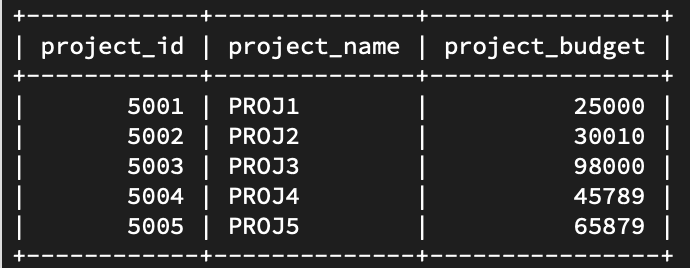 +------------+--------------+----------------+
| project_id | project_name | project_budget |
+------------+--------------+----------------+
|       5001 | PROJ1        |          25000 |
|       5002 | PROJ2        |          30010 |
|       5003 | PROJ3        |          98000 |
|       5004 | PROJ4        |          45789 |
|       5005 | PROJ5        |          65879 |
+------------+--------------+----------------+